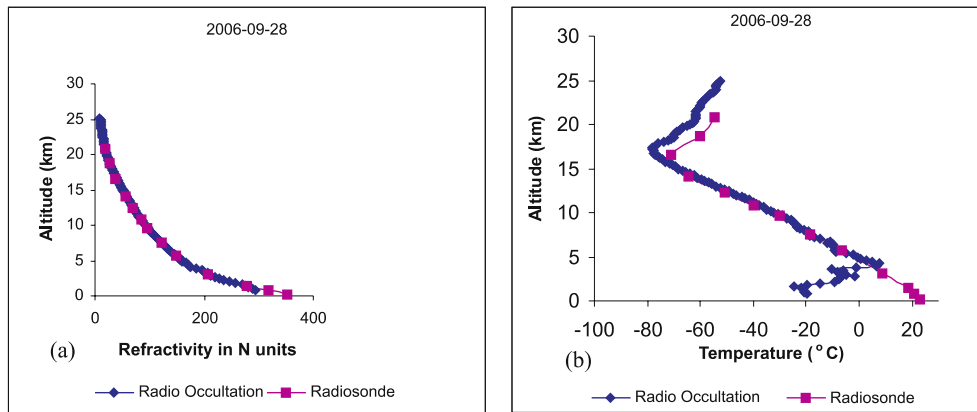 2006-09-28
30
25
20
15
10
5
0
Altitude (km)
0 200 400
(a) Refractivity in N units
Radio Occultation Radiosonde
2006-09-28
30
25
20
15
10
5
0
Altitude (km)
-100 -80 -60 -40 -20 0 20
(b) Temperature (°C)
Radio Occultation Radiosonde